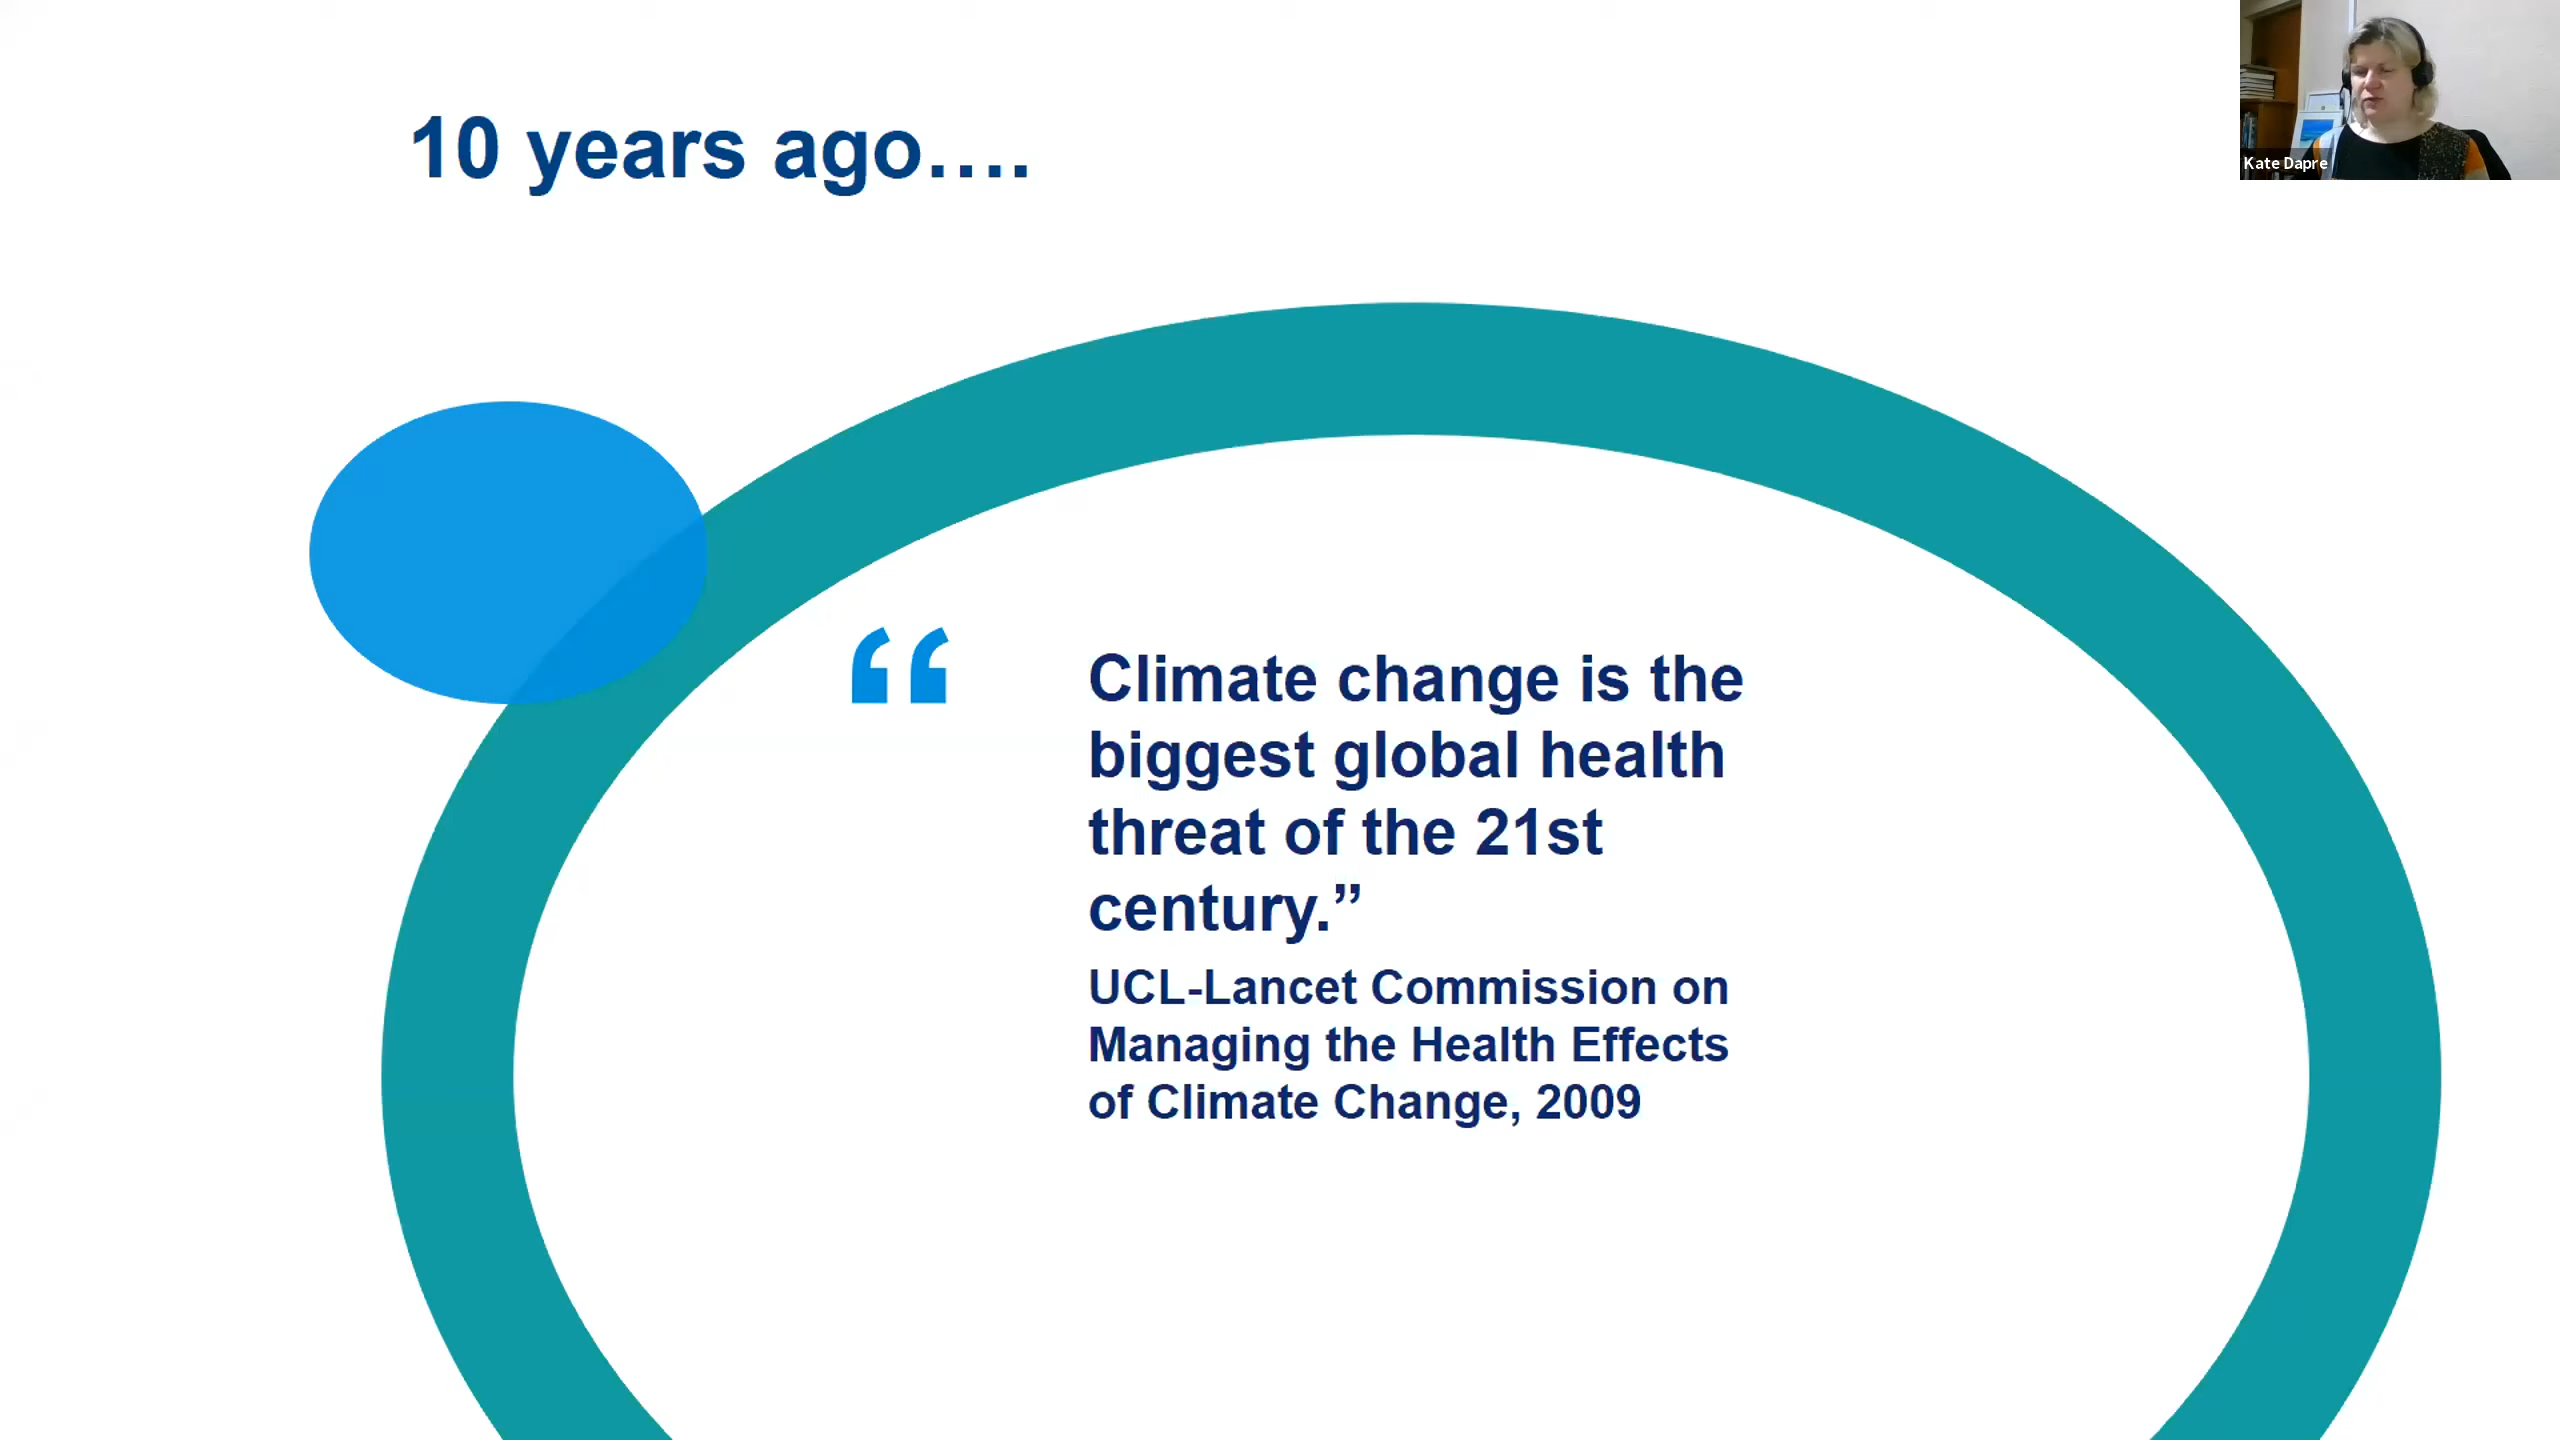 10 years ago....
Kate Dapre
“
Climate change is the
biggest global health
threat of the 21st
century.”
UCL-Lancet Commission on
Managing the Health Effects
of Climate Change, 2009